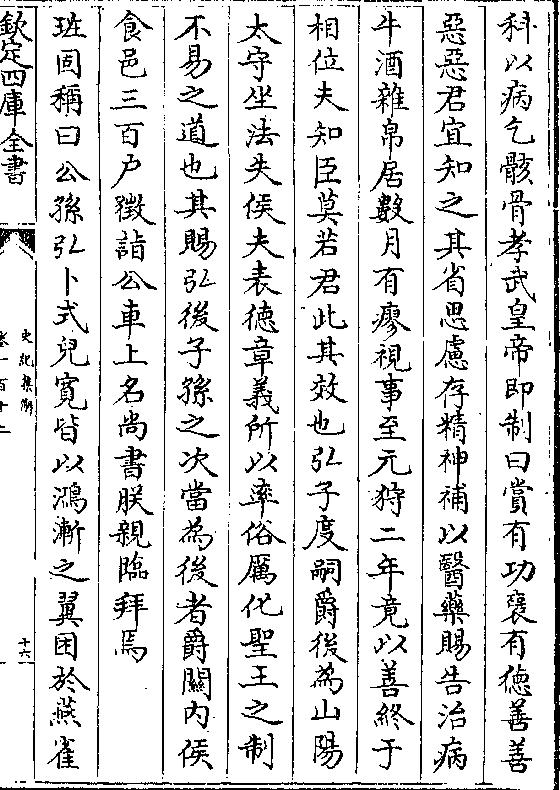 科以病乞骸骨孝武皇帝即制曰賞有功襃有德善善
惡惡君宜知之其省思慮存精神補以醫藥賜告治病
牛酒雜帛居數月有廖視事至元狩二年竟以善終于
相位夫知臣莫若君此其效也弘子度嗣爵後為山陽
太守坐法失侯夫表德章義所以率俗厲化聖王之制
不易之道也其賜弘後子孫之次當為後者爵關内侯
食邑三百户徵詣公車上名尚書朕親臨拜焉
班固稱曰公孫弘卜式兒寛皆以鴻漸之翼困於燕雀
欽定四庫全書
史記集解
卷一百十二
十六